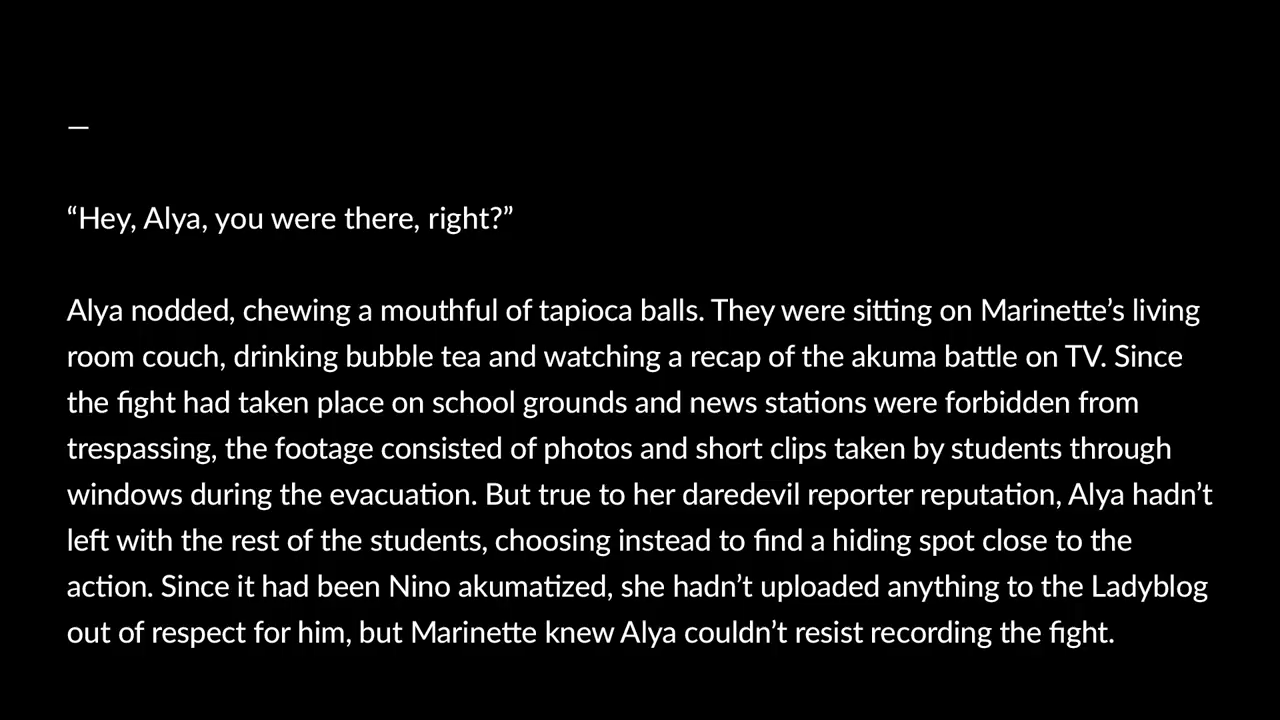 —
“Hey, Alya, you were there, right?”
Alya nodded, chewing a mouthful of tapioca balls. They were sitting on Marinette’s living
room couch, drinking bubble tea and watching a recap of the akuma battle on TV. Since
the fight had taken place on school grounds and news stations were forbidden from
trespassing, the footage consisted of photos and short clips taken by students through
windows during the evacuation. But true to her daredevil reporter reputation, Alya hadn’t
left with the rest of the students, choosing instead to find a hiding spot close to the
action. Since it had been Nino akumatized, she hadn’t uploaded anything to the Ladyblog
out of respect for him, but Marinette knew Alya couldn’t resist recording the fight.